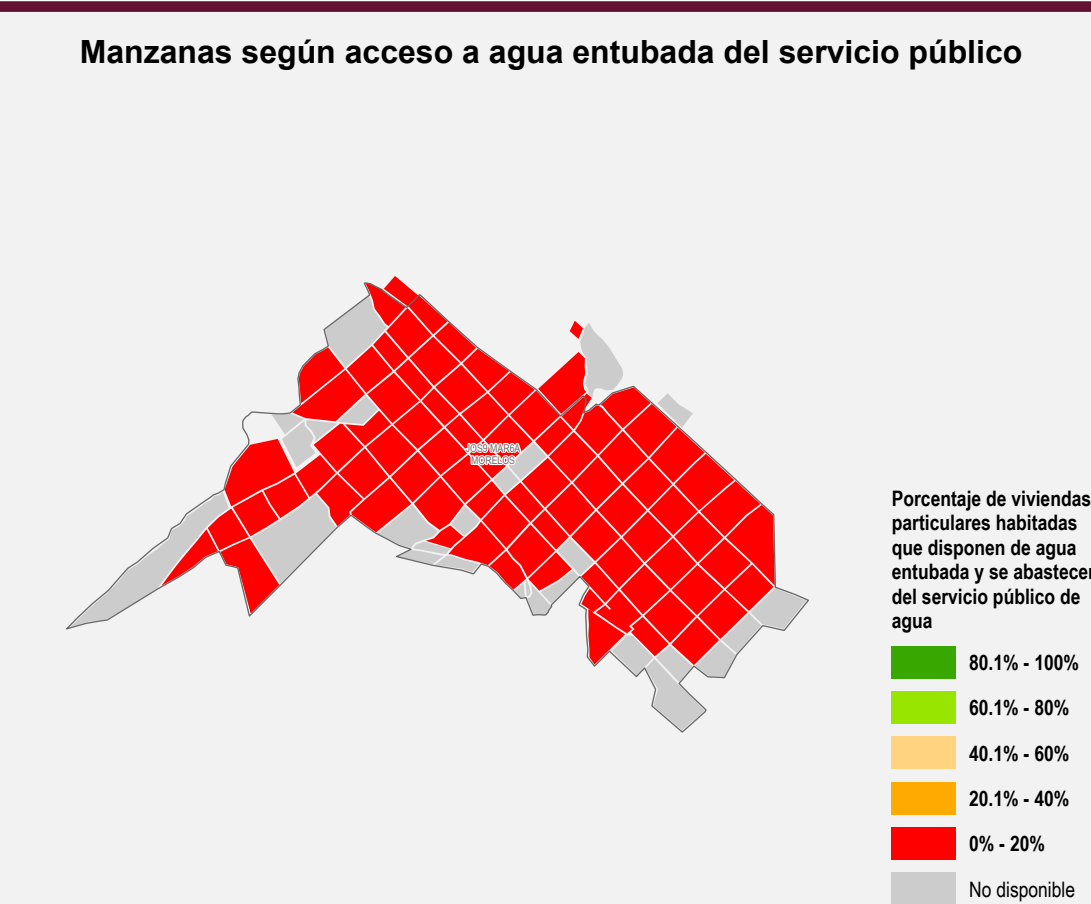 Manzanas según acceso a agua entubada del servicio público
JOS9 MAR6A
MORELOS
Porcentaje de viviendas
particulares habitadas
que disponen de agua
entubada y se abastecen
del servicio público de
agua
80.1% - 100%
60.1% - 80%
40.1% - 60%
20.1% - 40%
0% - 20%
No disponible